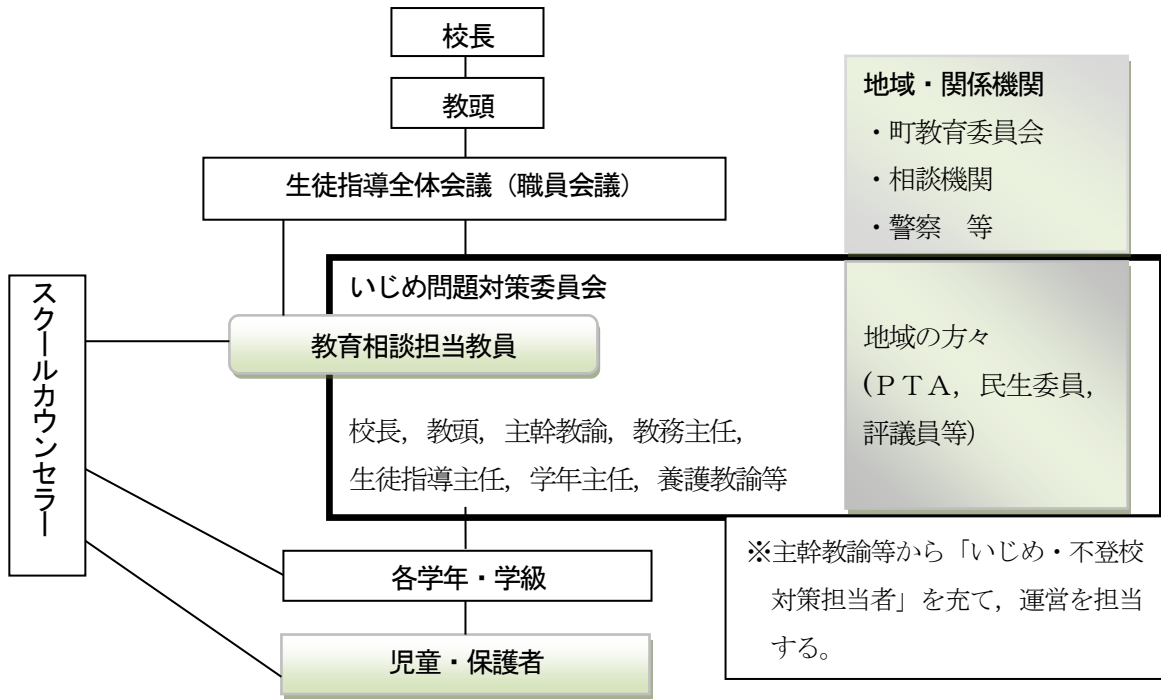 校長
教頭
生徒指導全体会議（職員会議）
地域・関係機関
・町教育委員会
・相談機関
・警察　等
スクールカウンセラー
いじめ問題対策委員会
教育相談担当教員
校長，教頭，主幹教諭，教務主任，
生徒指導主任，学年主任，養護教諭等
地域の方々
(ＰＴＡ，民生委員，
評議員等)
各学年・学級
児童・保護者
※主幹教諭等から「いじめ・不登校
対策担当者」を充て，運営を担当
する。